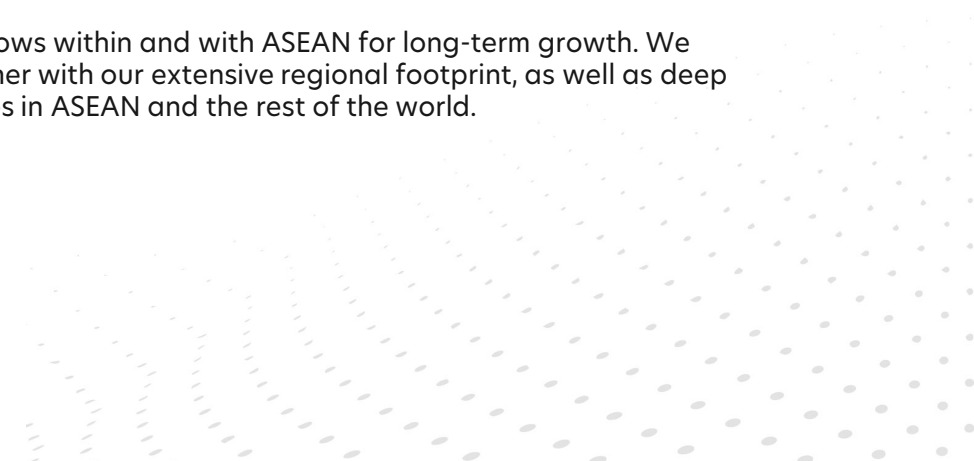 ows within and with ASEAN for long-term growth. We
her with our extensive regional footprint, as well as deep
s in ASEAN and the rest of the world.